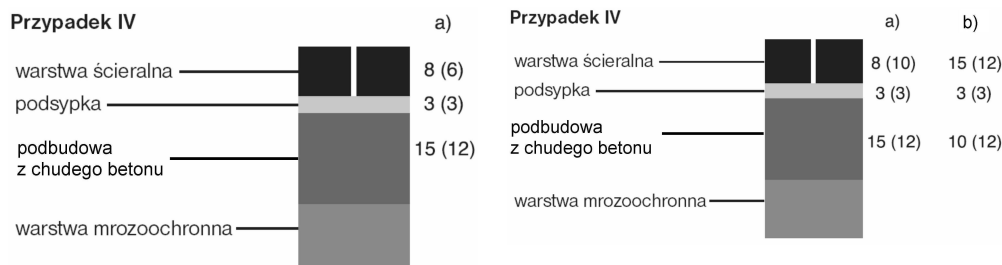 Przypadek IV
a)
warstwa ścieralna 8 (6)
podsypka 3 (3)
podbudowa
z chudego betonu 15 (12)
warstwa mrozoochronna
Przypadek IV
a) b)
warstwa ścieralna 8 (10) 15 (12)
podsypka 3 (3) 3 (3)
podbudowa
z chudego betonu 15 (12) 10 (12)
warstwa mrozoochronna